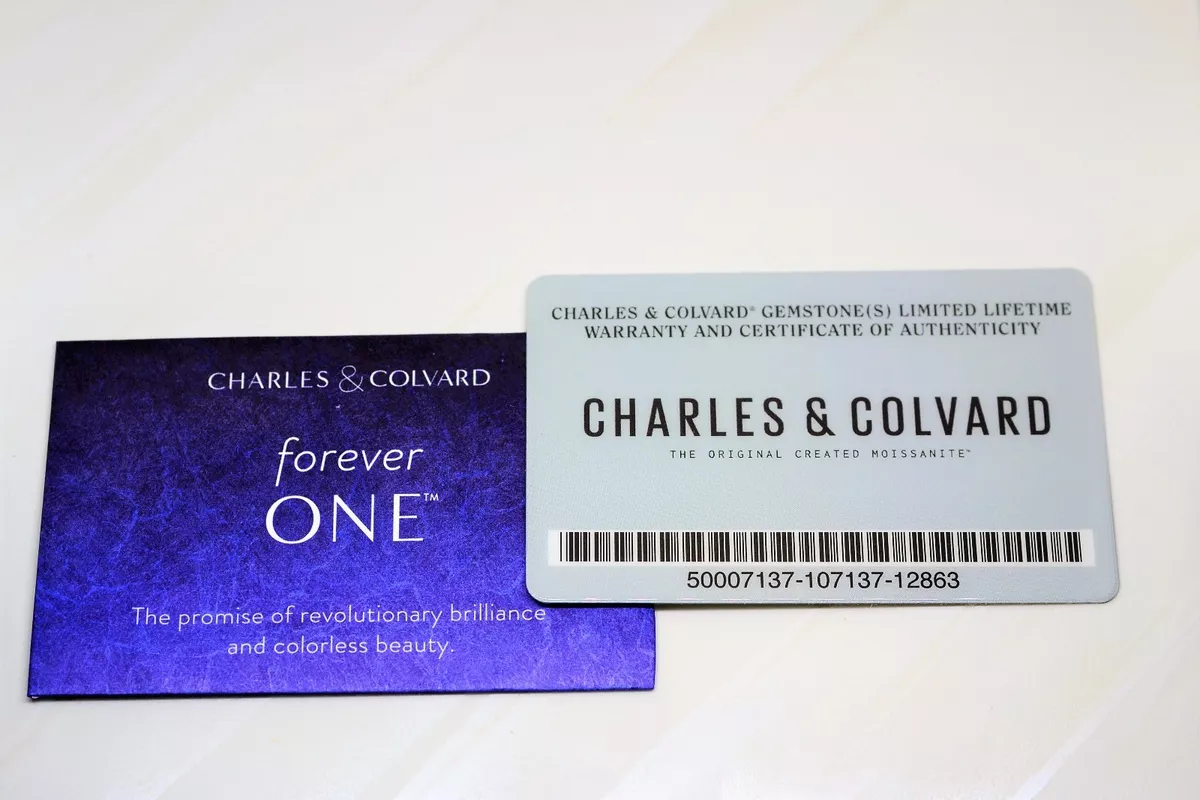 CHARLES & COLVARD
forever
ONE™
The promise of revolutionary brilliance
and colorless beauty.
CHARLES & COLVARD® GEMSTONE(S) LIMITED LIFETIME
WARRANTY AND CERTIFICATE OF AUTHENTICITY
CHARLES & COLVARD
THE ORIGINAL CREATED MOISSANITE™
50007137-107137-12863